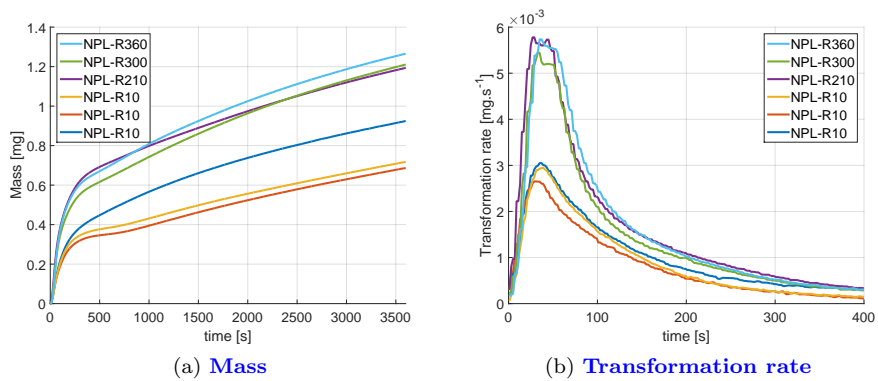 1.4
1.2
1
0.8
0.6
0.4
0.2
0
Mass [mg]
NPL-R360
NPL-R300
NPL-R210
NPL-R10
NPL-R10
NPL-R10
0 500 1000 1500 2000 2500 3000 3500
time [s]
(a) Mass
×10⁻³
6
5
4
3
2
1
0
Transformation rate [mg.s⁻¹]
NPL-R360
NPL-R300
NPL-R210
NPL-R10
NPL-R10
NPL-R10
0 100 200 300 400
time [s]
(b) Transformation rate